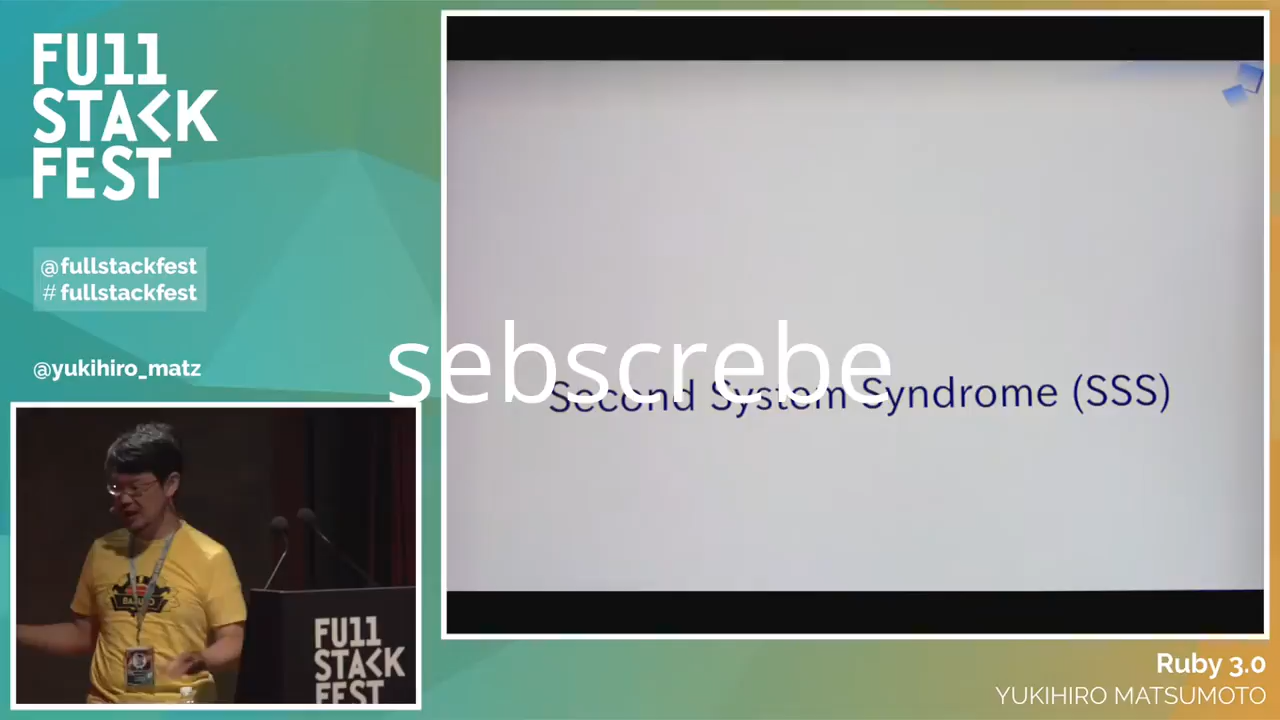 FU11
STACK
FEST
@fullstackfest
# fullstackfest
@yukihiro_matz
sebscrebe
Second System Syndrome (SSS)
FU11
STACK
FEST
Ruby 3.0
YUKIHIRO MATSUMOTO